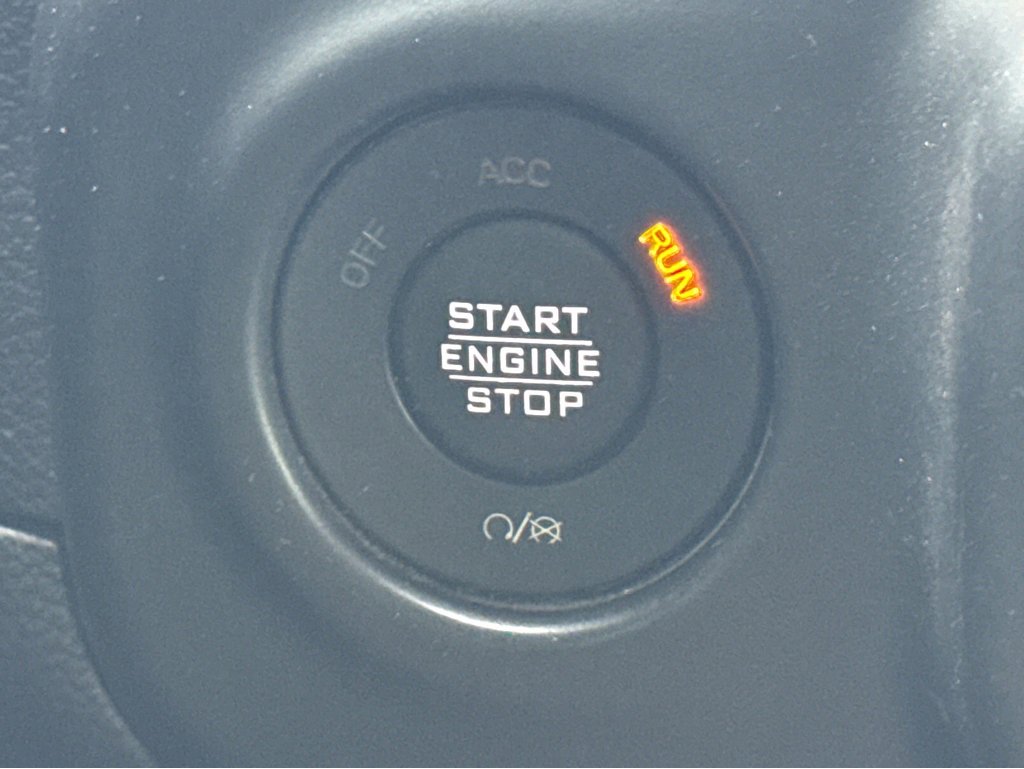 ACC
OFF
RUN
START
ENGINE
STOP